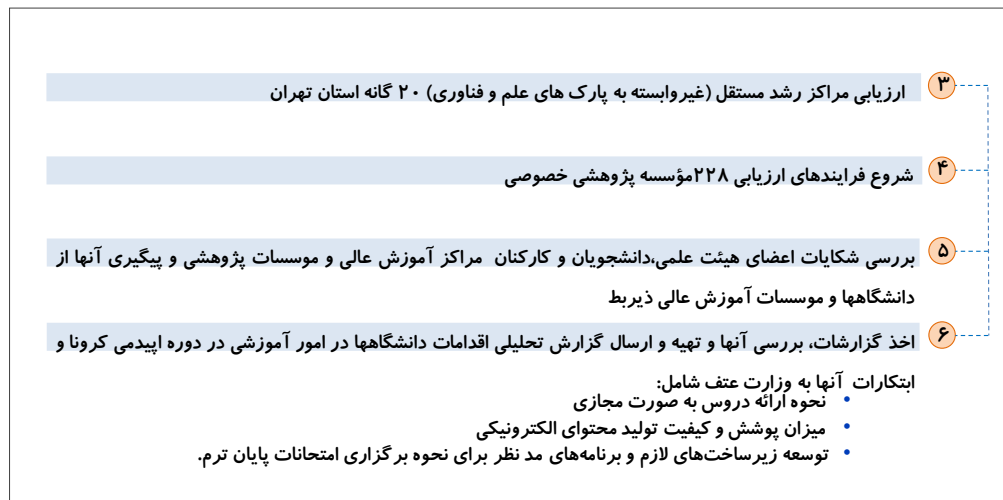 ۳ ارزیابی مراکز رشد مستقل (غیروابسته به پارک های علم و فناوری) ۲۰ گانه استان تهران
۴ شروع فرایندهای ارزیابی ۲۲۸مؤسسه پژوهشی خصوصی
۵ بررسی شکایات اعضای هیئت علمی،دانشجویان و کارکنان مراکز آموزش عالی و موسسات پژوهشی و پیگیری آنها از
دانشگاهها و موسسات آموزش عالی ذیربط
۶ اخذ گزارشات، بررسی آنها و تهیه و ارسال گزارش تحلیلی اقدامات دانشگاهها در امور آموزشی در دوره اپیدمی کرونا و
ابتکارات آنها به وزارت عتف شامل:
• نحوه ارائه دروس به صورت مجازی
• میزان پوشش و کیفیت تولید محتوای الکترونیکی
• توسعه زیرساخت‌های لازم و برنامه‌های مد نظر برای نحوه برگزاری امتحانات پایان ترم.